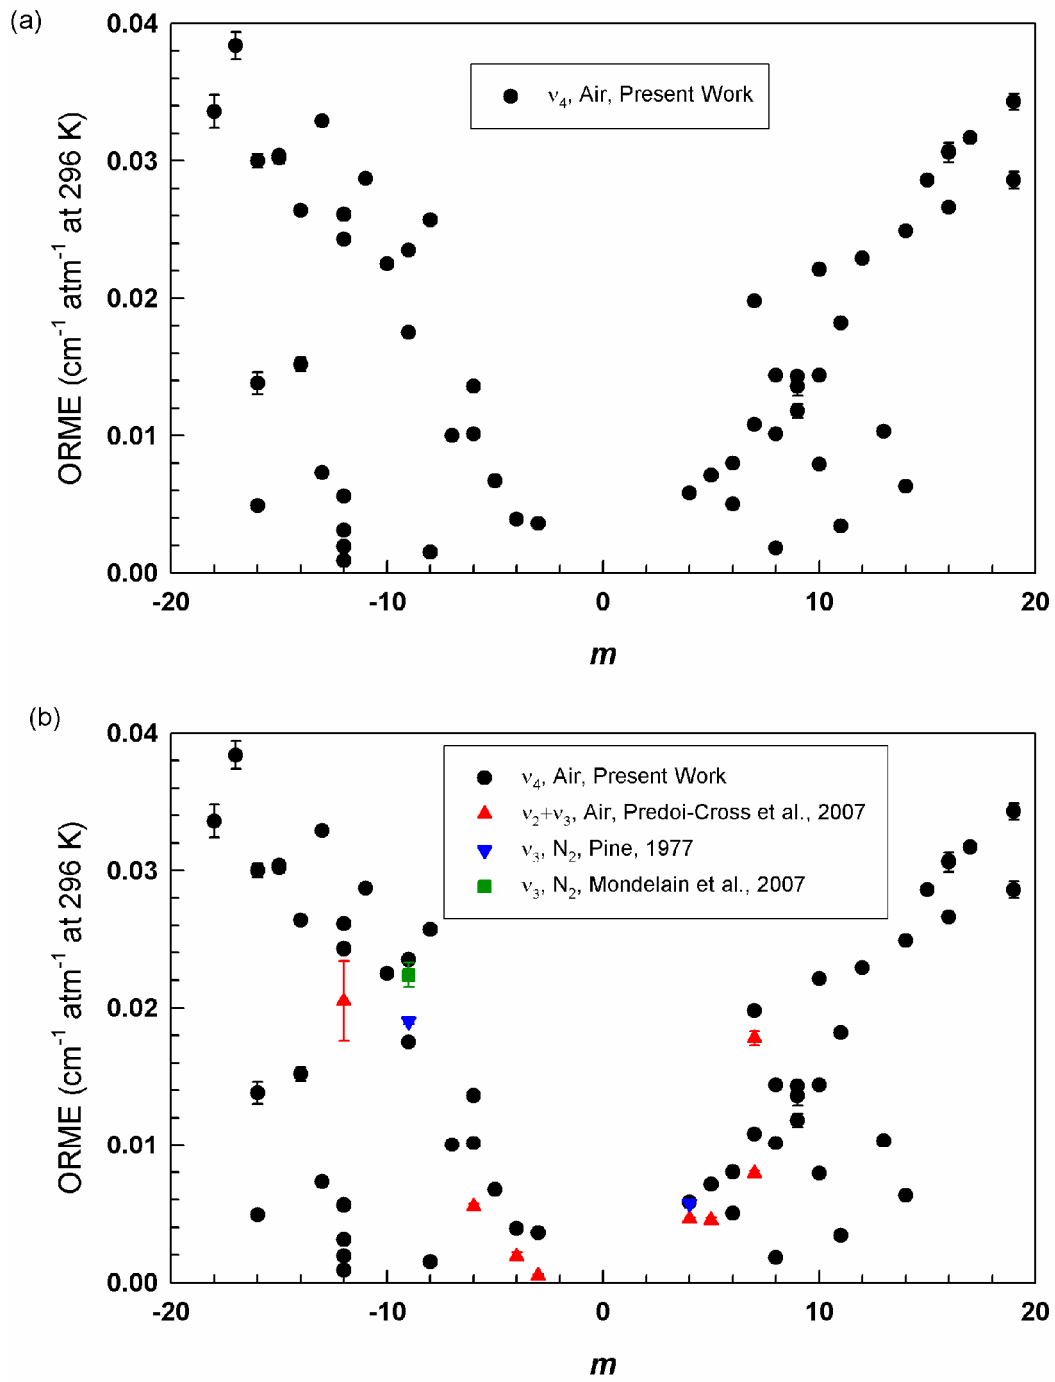 (a)
0.04
0.03
0.02
0.01
0.00
ORME (cm⁻¹ atm⁻¹ at 296 K)
ν₄, Air, Present Work
-20 -10 0 10 20
m
(b)
0.04
0.03
0.02
0.01
0.00
ORME (cm⁻¹ atm⁻¹ at 296 K)
ν₄, Air, Present Work
ν₂+ν₃, Air, Predoi-Cross et al., 2007
ν₃, N₂, Pine, 1977
ν₃, N₂, Mondelain et al., 2007
-20 -10 0 10 20
m